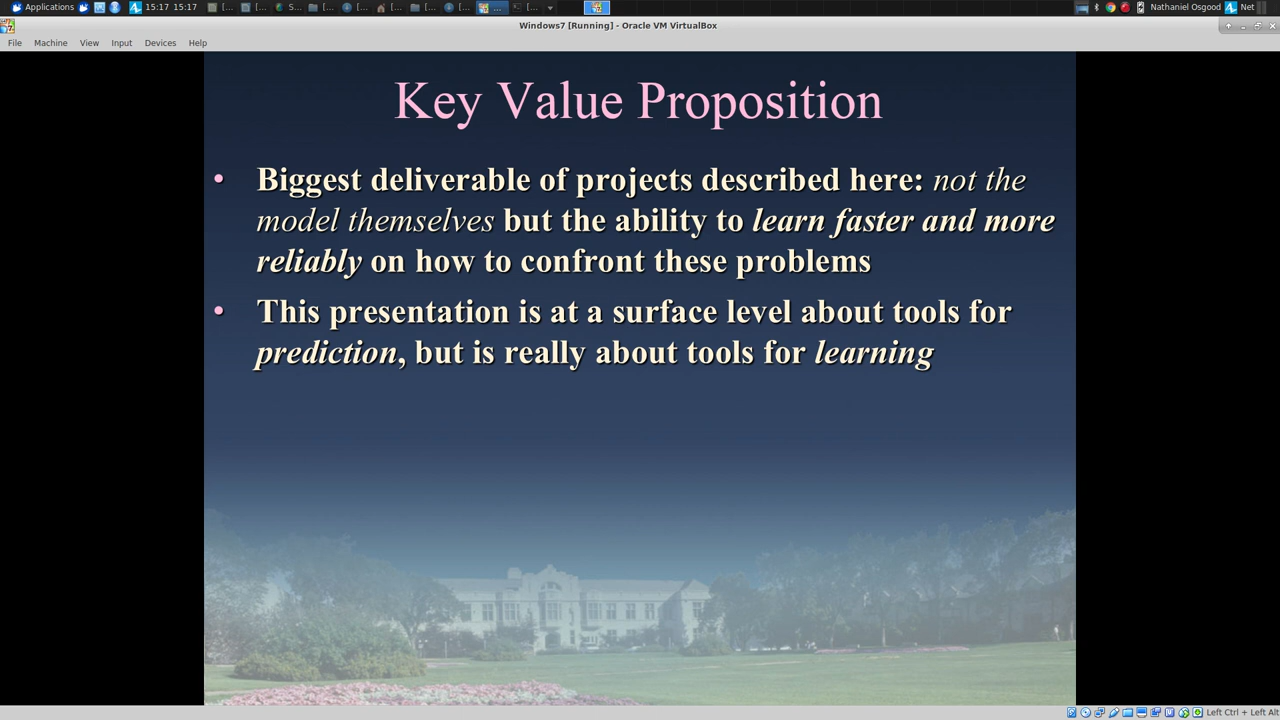 Applications 15:17 15:17 [... [... S... [... [... [... [... [... ... [... Nathaniel Osgood Net
Windows7 [Running] - Oracle VM VirtualBox
File Machine View Input Devices Help
Key Value Proposition
• Biggest deliverable of projects described here: not the
model themselves but the ability to learn faster and more
reliably on how to confront these problems
• This presentation is at a surface level about tools for
prediction, but is really about tools for learning
Left Ctrl + Left Alt